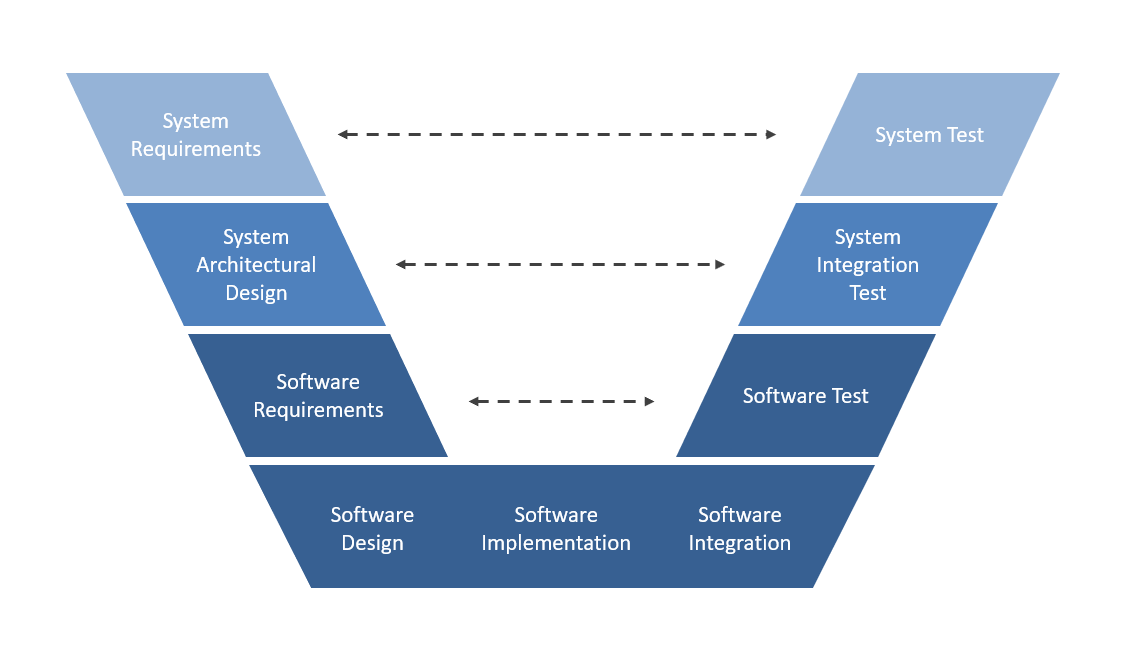 System
Requirements
System Test
System
Architectural
Design
System
Integration
Test
Software
Requirements
Software Test
Software
Design
Software
Implementation
Software
Integration